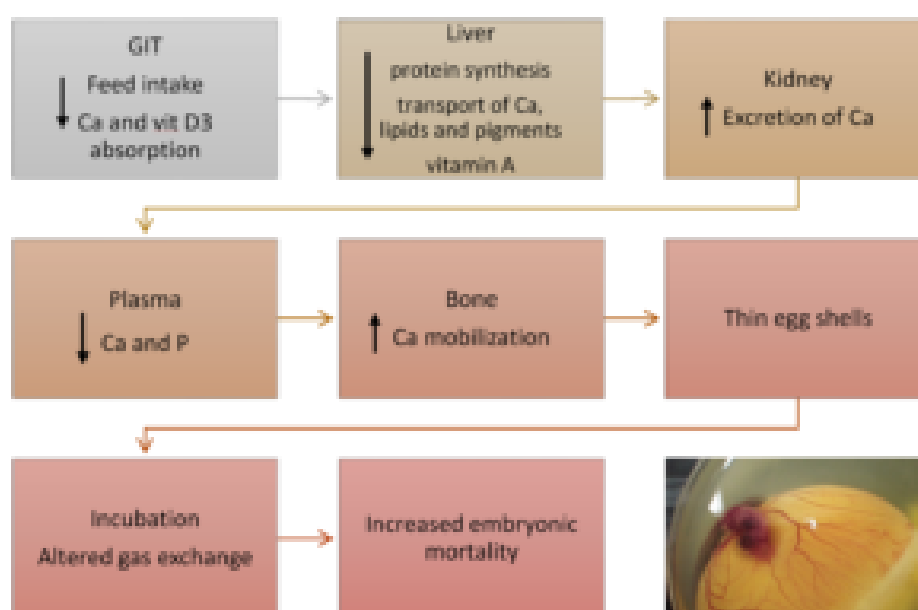 GIT
Feed intake
Ca and vit D3
absorption
Liver
protein synthesis
transport of Ca,
lipids and pigments
vitamin A
Kidney
Excretion of Ca
Plasma
Ca and P
Bone
Ca mobilization
Thin egg shells
Incubation
Altered gas exchange
Increased embryonic
mortality